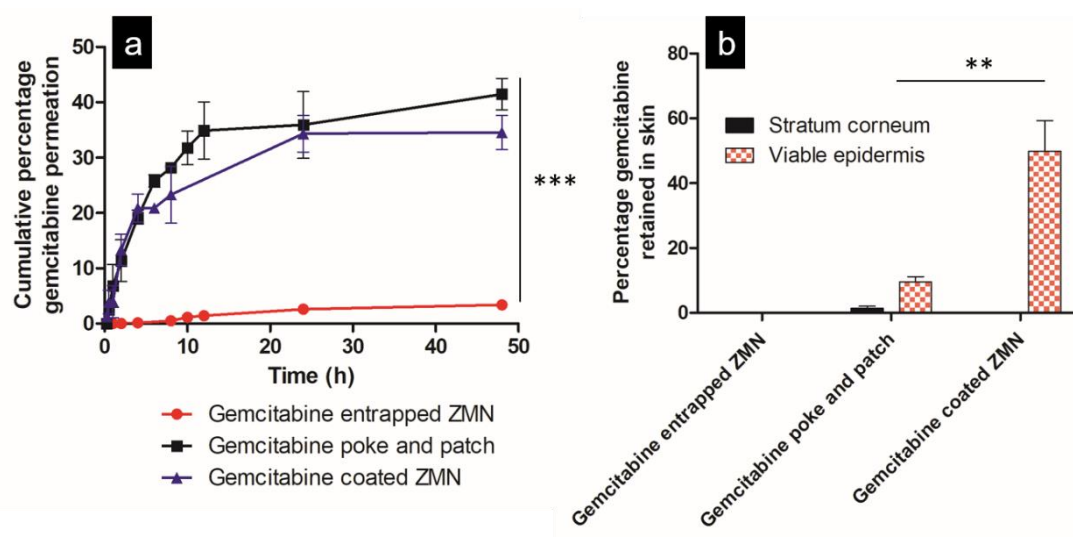 a
Cumulative percentage
gemcitabine permeation
50
40
30
20
10
0
0
10
20
30
40
50
Time (h)
***
Gemcitabine entrapped ZMN
Gemcitabine poke and patch
Gemcitabine coated ZMN
b
Percentage gemcitabine
retained in skin
80
60
40
20
0
**
Stratum corneum
Viable epidermis
Gemcitabine entrapped ZMN
Gemcitabine poke and patch
Gemcitabine coated ZMN